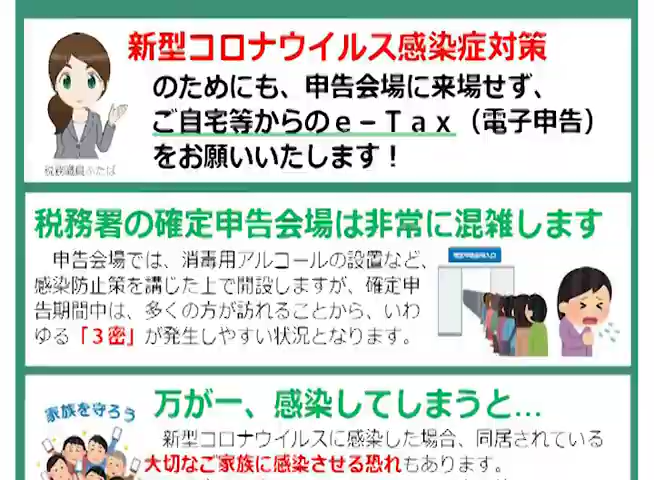 新型コロナウイルス感染症対策
のためにも、申告会場に来場せず、
ご自宅等からのｅ－Ｔａｘ（電子申告）
をお願いいたします！
税務職員ふたば
税務署の確定申告会場は非常に混雑します
申告会場では、消毒用アルコールの設置など、
感染防止策を講じた上で開設しますが、確定申
告期間中は、多くの方が訪れることから、いわ
ゆる「３密」が発生しやすい状況となります。
家族を守ろう
万が一、感染してしまうと…
新型コロナウイルスに感染した場合、同居されている
大切なご家族に感染させる恐れもあります。